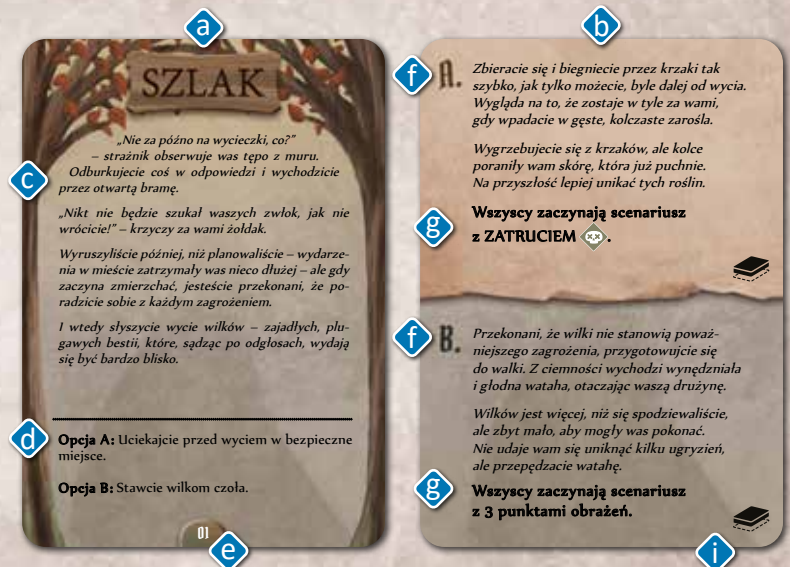 a
b
SZLAK
c
„Nie za późno na wycieczki, co?”
– strażnik obserwuje was tępo z muru.
Odburkujecie coś w odpowiedzi i wychodzicie
przez otwartą bramę.
„Nikt nie będzie szukał waszych zwłok, jak nie
wrócicie!” – krzyczy za wami żołdak.
Wyruszyliście później, niż planowaliście – wydarze-
nia w mieście zatrzymały was nieco dłużej – ale gdy
zaczyna zmierzchać, jesteście przekonani, że po-
radzicie sobie z każdym zagrożeniem.
I wtedy słyszycie wycie wilków – zajadłych, plu-
gawych bestii, które, sądząc po odgłosach, wydają
się być bardzo blisko.
d
Opcja A: Uciekajcie przed wyciem w bezpieczne
miejsce.
Opcja B: Stawcie wilkom czoła.
01
e
f
A.
Zbieracie się i biegniecie przez krzaki tak
szybko, jak tylko możecie, byle dalej od wycia.
Wygląda na to, że zostaje w tyle za wami,
gdy wpadacie w gęste, kolczaste zarośla.
Wygrzebujecie się z krzaków, ale kolce
poraniły wam skórę, która już puchnie.
Na przyszłość lepiej unikać tych roślin.
g
Wszyscy zaczynają scenariusz
z ZATRUCIEM .
f
B.
Przekonani, że wilki nie stanowią poważ-
niejszego zagrożenia, przygotowujcie się
do walki. Z ciemności wychodzi wynędzniała
i głodna wataha, otaczając waszą drużynę.
Wilków jest więcej, niż się spodziewaliście,
ale zbyt mało, aby mogły was pokonać.
Nie udaje wam się uniknąć kilku ugryzień,
ale przepędzacie watahę.
g
Wszyscy zaczynają scenariusz
z 3 punktami obrażeń.
i